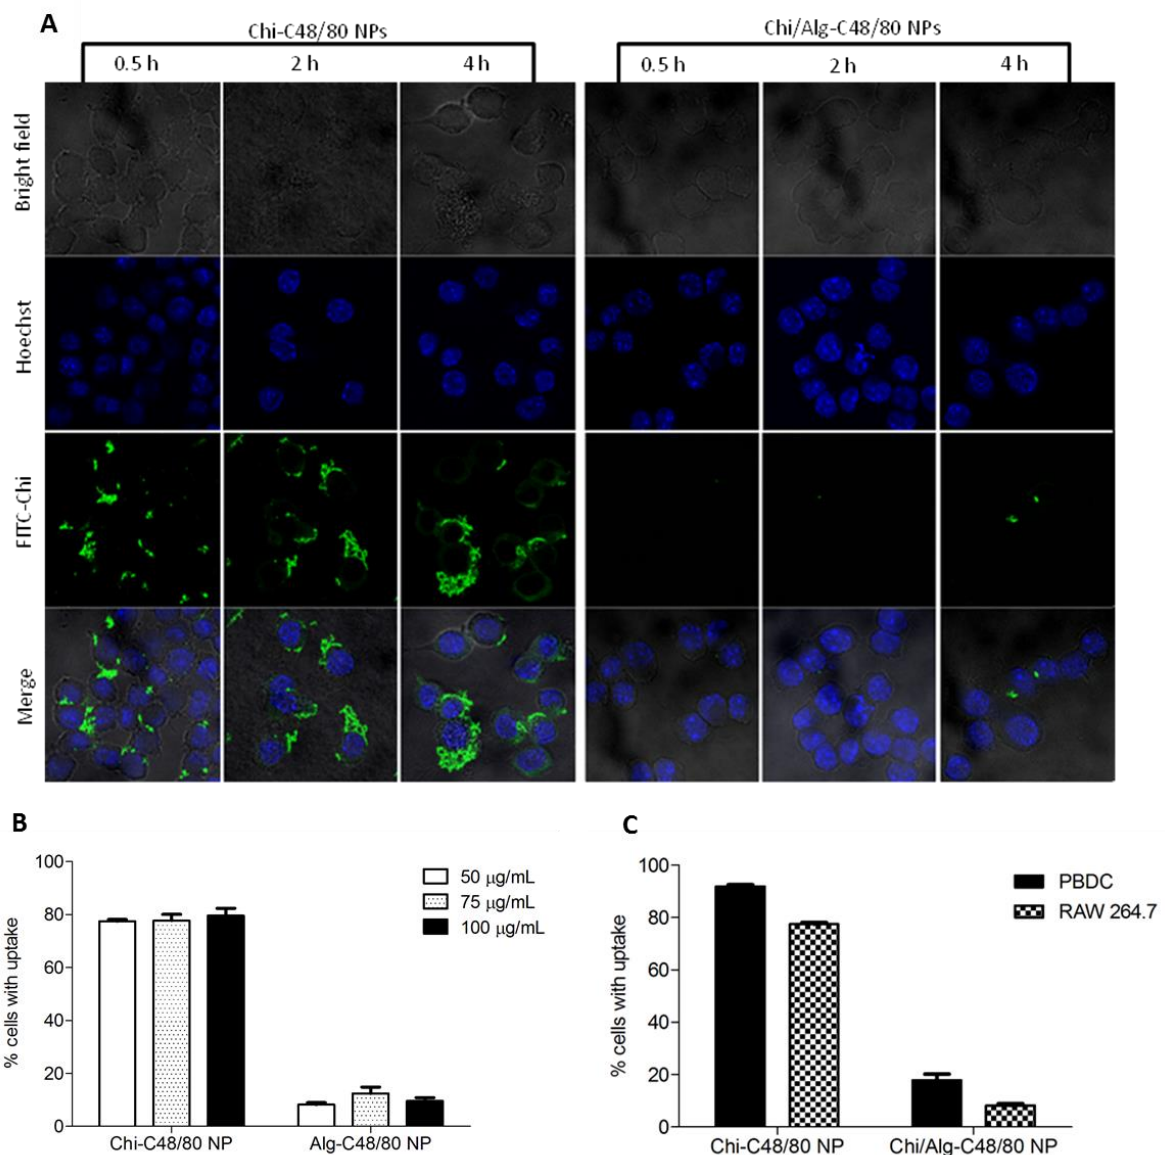 A
Chi-C48/80 NPs
Chi/Alg-C48/80 NPs
0.5 h
2 h
4 h
0.5 h
2 h
4 h
Bright field
Hoechst
FITC-Chi
Merge
B
% cells with uptake
100
80
60
40
20
0
50 µg/mL
75 µg/mL
100 µg/mL
Chi-C48/80 NP
Alg-C48/80 NP
C
% cells with uptake
100
80
60
40
20
0
PBDC
RAW 264.7
Chi-C48/80 NP
Chi/Alg-C48/80 NP